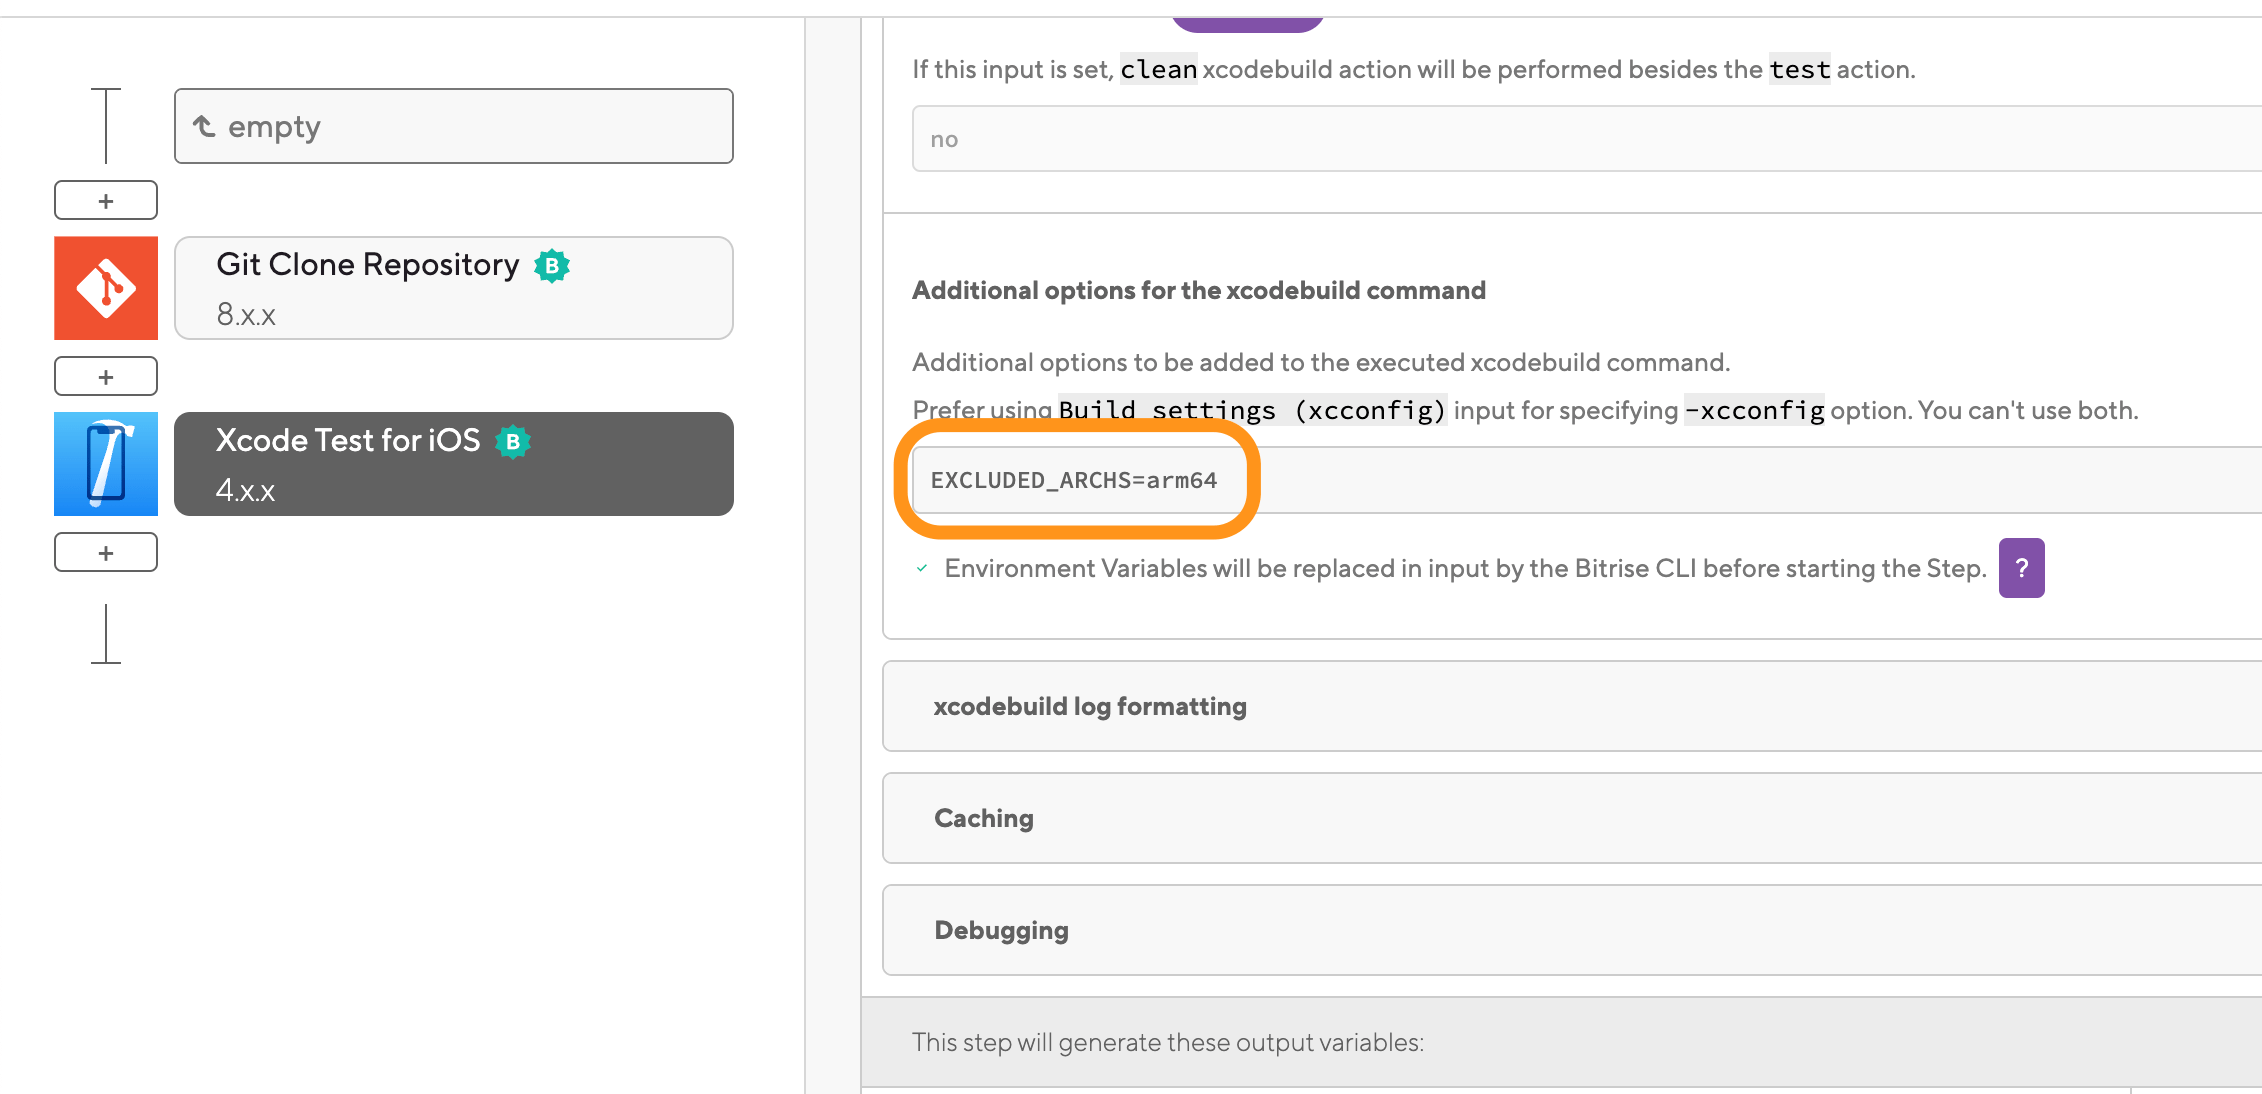 empty
+
Git Clone Repository B
8.x.x
+
Xcode Test for iOS B
4.x.x
+
If this input is set, clean xcodebuild action will be performed besides the test action.
no
Additional options for the xcodebuild command
Additional options to be added to the executed xcodebuild command.
Prefer using Build settings (xcconfig) input for specifying -xcconfig option. You can't use both.
EXCLUDED_ARCHS=arm64
Environment Variables will be replaced in input by the Bitrise CLI before starting the Step. ?
xcodebuild log formatting
Caching
Debugging
This step will generate these output variables: